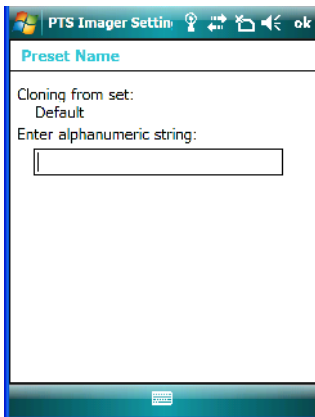 PTS Imager Settin
ok
Preset Name
Cloning from set:
Default
Enter alphanumeric string: